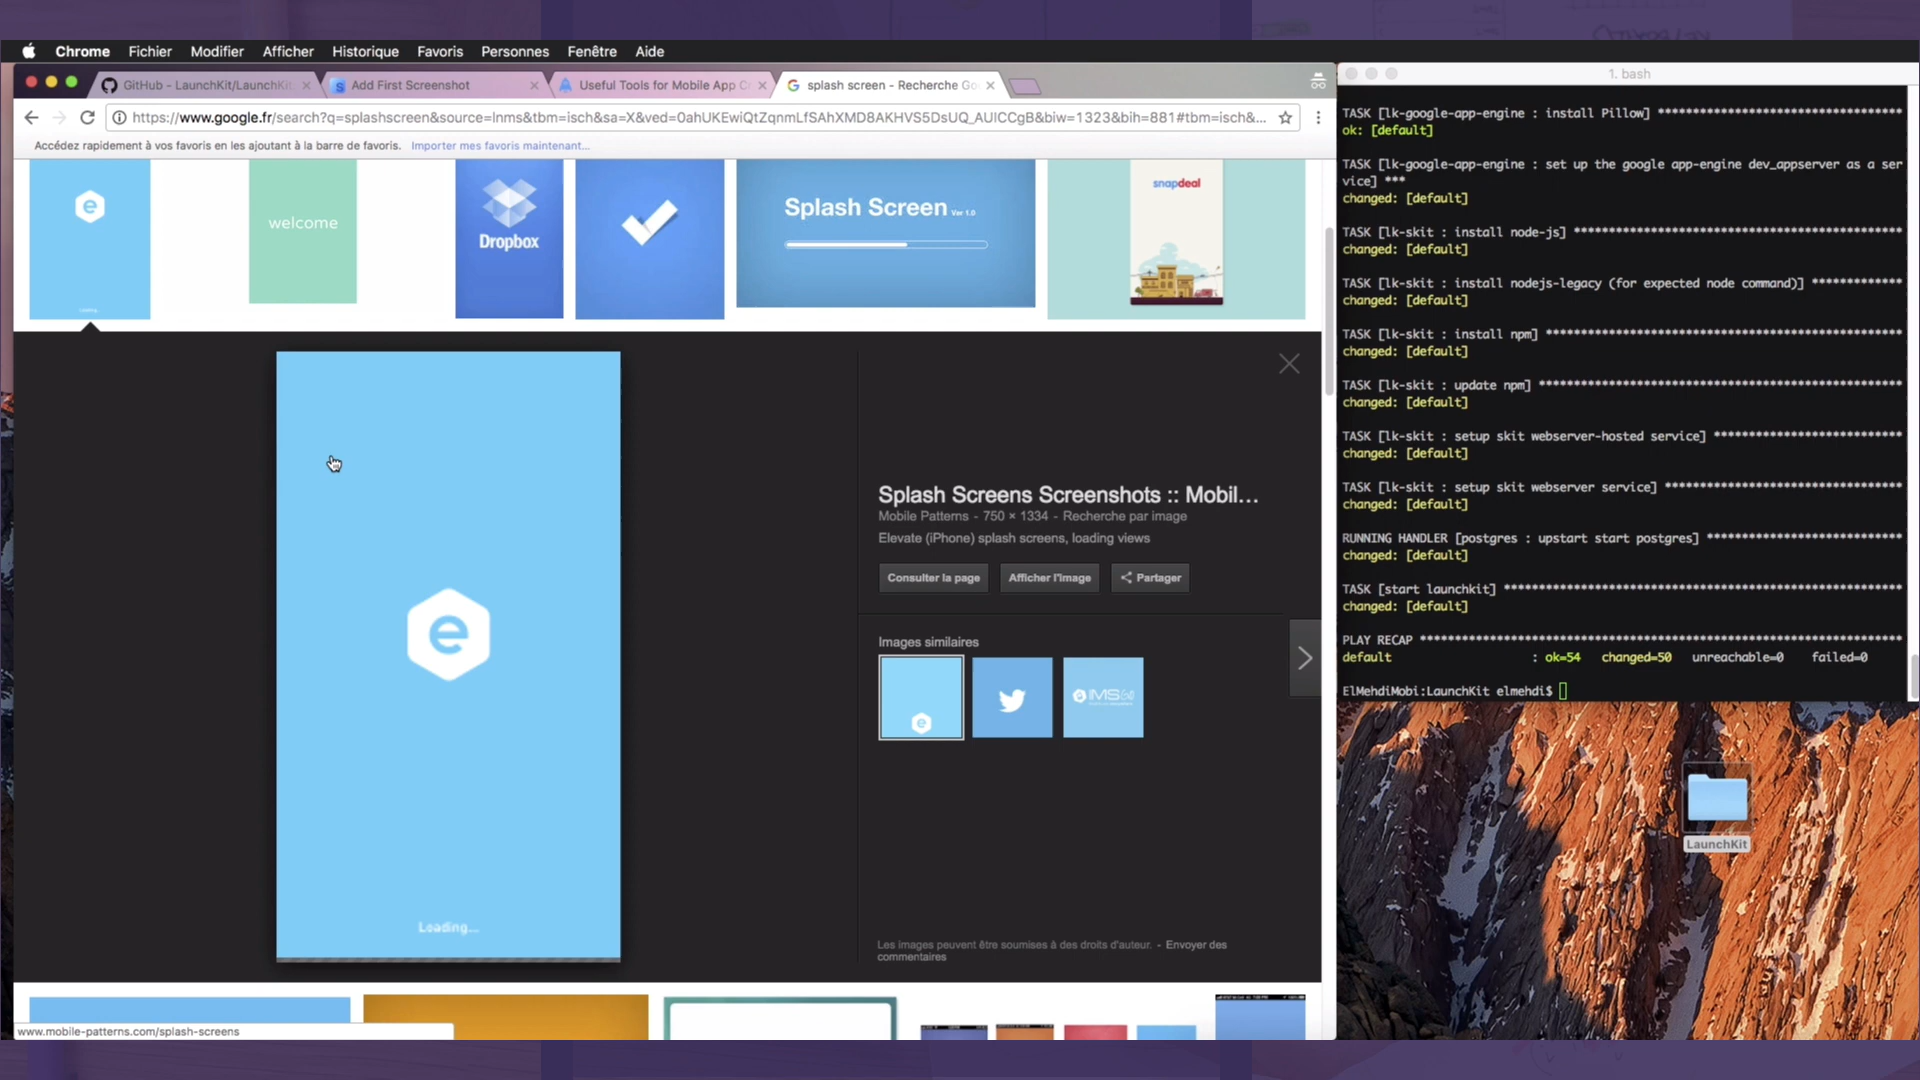 Chrome Fichier Modifier Afficher Historique Favoris Personnes Fenêtre Aide
GitHub - LaunchKit/LaunchKit
Add First Screenshot
Useful Tools for Mobile App C
splash screen - Recherche Go
https://www.google.fr/search?q=splashscreen&source=lnms&tbm=isch&sa=X&ved=0ahUKEwiQtZqnmLfSAhXMD8AKHVS5DsUQ_AUICCgB&biw=1323&bih=881#tbm=isch&...
Accédez rapidement à vos favoris en les ajoutant à la barre de favoris. Importer mes favoris maintenant...
e
welcome
Dropbox
Splash Screen Ver 1.0
snapdeal
e
Loading...
Splash Screens Screenshots :: Mobil...
Mobile Patterns - 750 × 1334 - Recherche par image
Elevate (iPhone) splash screens, loading views
Consulter la page
Afficher l'image
Partager
Images similaires
e
Les images peuvent être soumises à des droits d'auteur. - Envoyer des
commentaires
www.mobile-patterns.com/splash-screens
1. bash
TASK [lk-google-app-engine : install Pillow] ***********************************
ok: [default]
TASK [lk-google-app-engine : set up the google app-engine dev_appserver as a ser
vice] ***
changed: [default]
TASK [lk-skit : install node-js] ***********************************************
changed: [default]
TASK [lk-skit : install nodejs-legacy (for expected node command)] *************
changed: [default]
TASK [lk-skit : install npm] ***************************************************
changed: [default]
TASK [lk-skit : update npm] ****************************************************
changed: [default]
TASK [lk-skit : setup skit webserver-hosted service] ***************************
changed: [default]
TASK [lk-skit : setup skit webserver service] **********************************
changed: [default]
RUNNING HANDLER [postgres : upstart start postgres] ****************************
changed: [default]
TASK [start launchkit] *********************************************************
changed: [default]
PLAY RECAP *********************************************************************
default : ok=54 changed=50 unreachable=0 failed=0
ElMehdiMobi:LaunchKit elmehdi$
LaunchKit